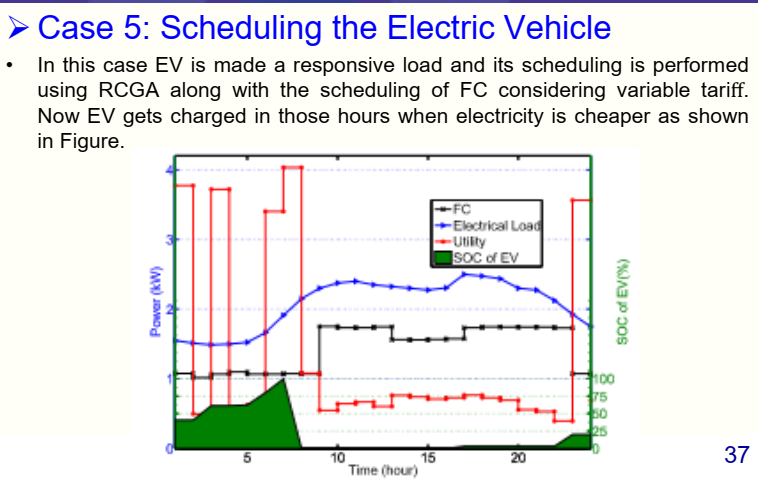 ➤ Case 5: Scheduling the Electric Vehicle
• In this case EV is made a responsive load and its scheduling is performed
using RCGA along with the scheduling of FC considering variable tariff.
Now EV gets charged in those hours when electricity is cheaper as shown
in Figure.
4
3
2
1
0
Power (kW)
FC
Electrical Load
Utility
SOC of EV
SOC of EV(%)
100
75
50
25
0
5
10
15
20
Time (hour)
37